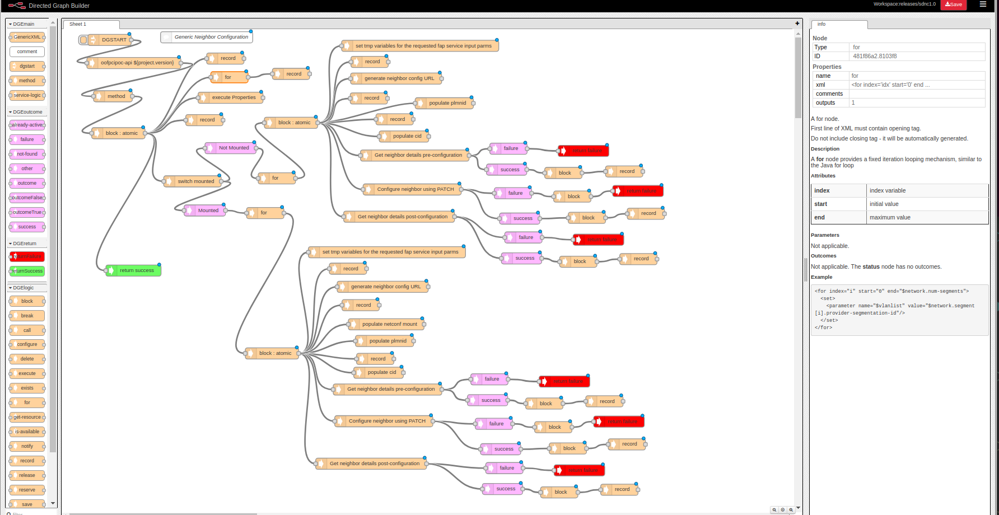 Directed Graph Builder
Workspace:releases/sdnc1.0
Save
DGEmain
GenericXML
comment
dgstart
method
service-logic
DGEoutcome
already-active
failure
not-found
other
outcome
outcomeFalse
outcomeTrue
success
DGEreturn
returnFailure
returnSuccess
DGElogic
block
break
call
configure
delete
execute
exists
for
get-resource
is-available
notify
record
release
reserve
save
filter
Sheet 1
DGSTART
Generic Neighbor Configuration
oofpcipoc-api ${project.version}
record
for
record
method
execute Properties
record
block : atomic
Not Mounted
switch mounted
for
Mounted
for
return success
block : atomic
set tmp variables for the requested fap service input parms
record
generate neighbor config URL
record
populate plmnid
record
populate cid
Get neighbor details pre-configuration
failure
return failure
success
block
record
Configure neighbor using PATCH
failure
block
return failure
success
block
record
Get neighbor details post-configuration
failure
return failure
success
block
record
block : atomic
set tmp variables for the requested fap service input parms
record
generate neighbor config URL
record
populate netconf mount
populate plmnid
record
populate cid
Get neighbor details pre-configuration
failure
return failure
success
block
record
Configure neighbor using PATCH
failure
block
return failure
success
block
record
Get neighbor details post-configuration
failure
return failure
success
block
record
info
Node
Type for
ID 481f86a2.8103f8
Properties
name for
xml <for index='idx' start='0' end ...
comments
outputs 1
A for node.
First line of XML must contain opening tag.
Do not include closing tag - it will be automatically generated.
Description
A for node provides a fixed iteration looping mechanism, similar to
the Java for loop
Attributes
index index variable
start initial value
end maximum value
Parameters
Not applicable.
Outcomes
Not applicable. The status node has no outcomes.
Example
<for index="i" start="0" end="$network.num-segments">
<set>
<parameter name="$vlanlist" value="$network.segment
[i].provider-segmentation-id"/>
</set>
</for>